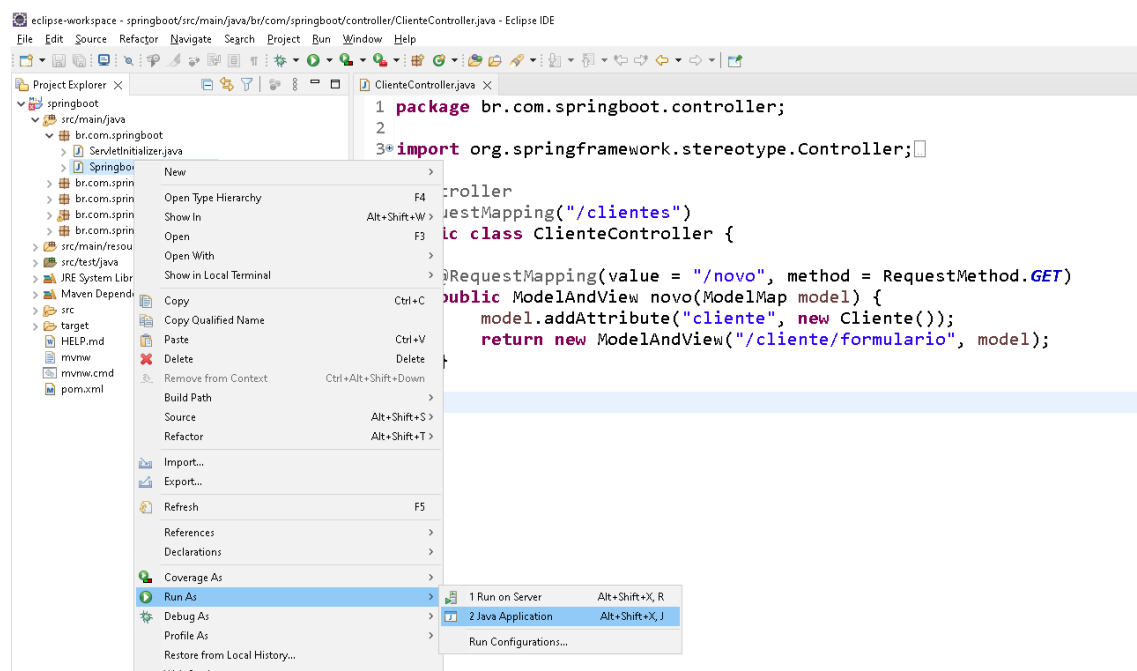 eclipse-workspace - springboot/src/main/java/br/com/springboot/controller/ClienteController.java - Eclipse IDE
File Edit Source Refactor Navigate Search Project Run Window Help
Project Explorer
springboot
src/main/java
br.com.springboot
ServletInitializer.java
Springbo
br.com.sprin
br.com.sprin
br.com.sprin
br.com.sprin
src/main/resou
src/test/java
JRE System Libr
Maven Depend
src
target
HELP.md
mvnw
mvnw.cmd
pom.xml
New
Open Type Hierarchy F4
Show In Alt+Shift+W
Open F3
Open With
Show in Local Terminal
Copy Ctrl+C
Copy Qualified Name
Paste Ctrl+V
Delete Delete
Remove from Context Ctrl+Alt+Shift+Down
Build Path
Source Alt+Shift+S
Refactor Alt+Shift+T
Import...
Export...
Refresh F5
References
Declarations
Coverage As
Run As
Debug As
Profile As
Restore from Local History...
1 Run on Server Alt+Shift+X, R
2 Java Application Alt+Shift+X, J
Run Configurations...
ClienteController.java
1 package br.com.springboot.controller;
2
3 import org.springframework.stereotype.Controller;
troller
uestMapping("/clientes")
ic class ClienteController {
@RequestMapping(value = "/novo", method = RequestMethod.GET)
public ModelAndView novo(ModelMap model) {
model.addAttribute("cliente", new Cliente());
return new ModelAndView("/cliente/formulario", model);
}